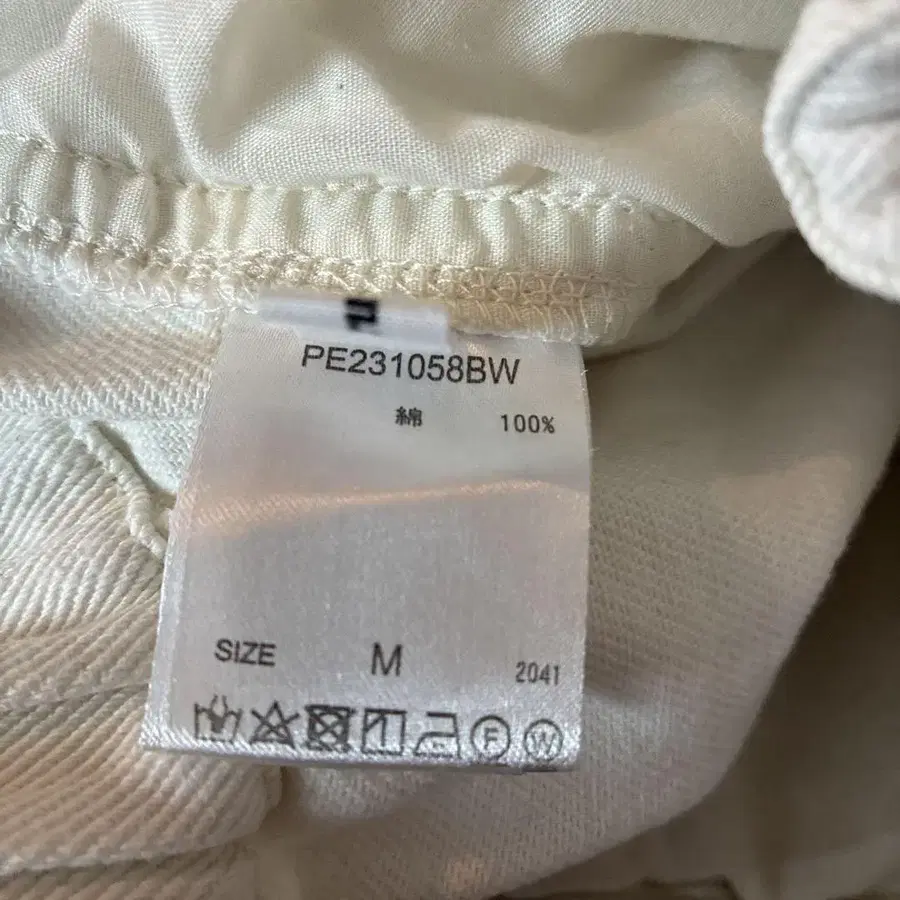 PE231058BW
綿 100%
SIZE M 2041
F W